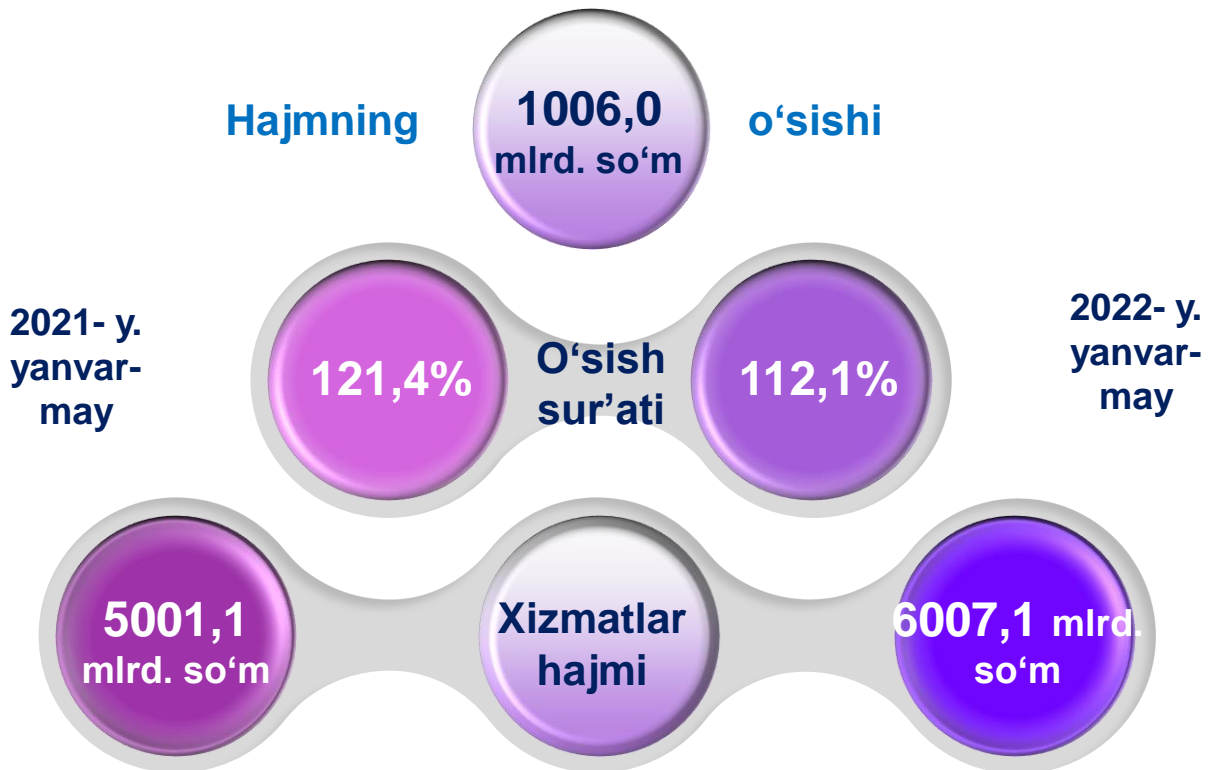 Hajmning
1006,0
mlrd. so‘m
o‘sishi
2021- y.
yanvar-
may
121,4%
O‘sish
sur’ati
112,1%
2022- y.
yanvar-
may
5001,1
mlrd. so‘m
Xizmatlar
hajmi
6007,1 mlrd.
so‘m